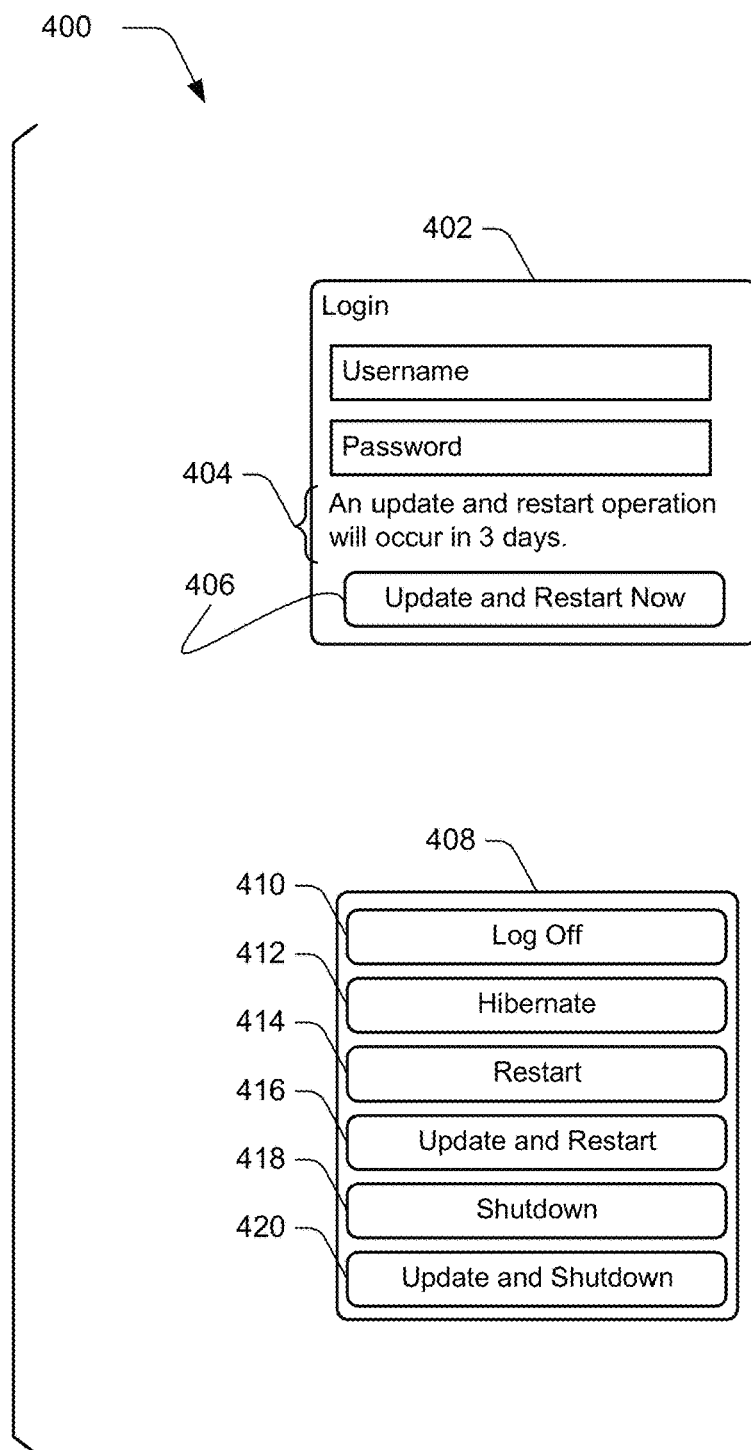 400
402
Login
Username
Password
404
An update and restart operation
will occur in 3 days.
406
Update and Restart Now
408
410
Log Off
412
Hibernate
414
Restart
416
Update and Restart
418
Shutdown
420
Update and Shutdown